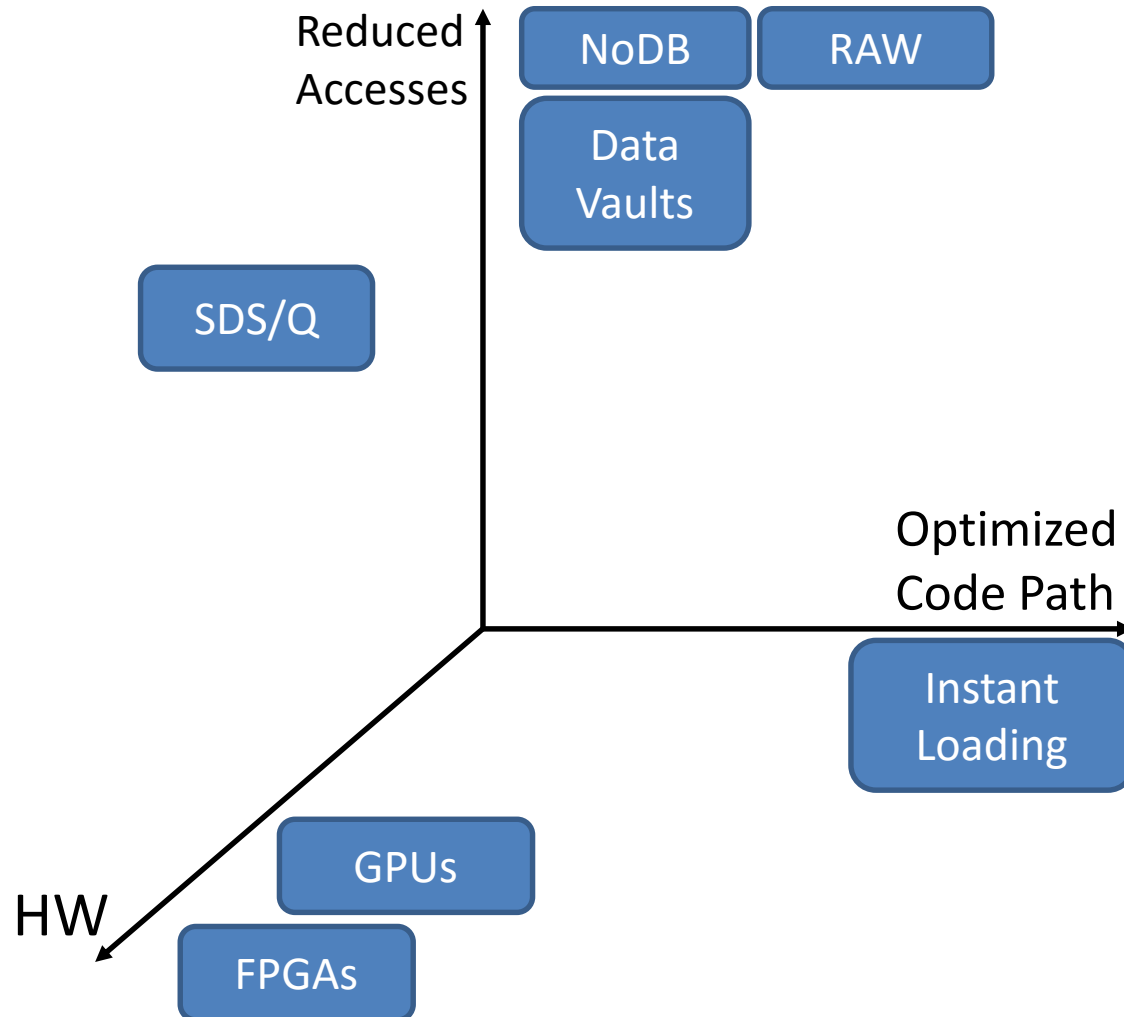 Reduced
Accesses
NoDB
RAW
Data
Vaults
SDS/Q
Optimized
Code Path
Instant
Loading
GPUs
HW
FPGAs